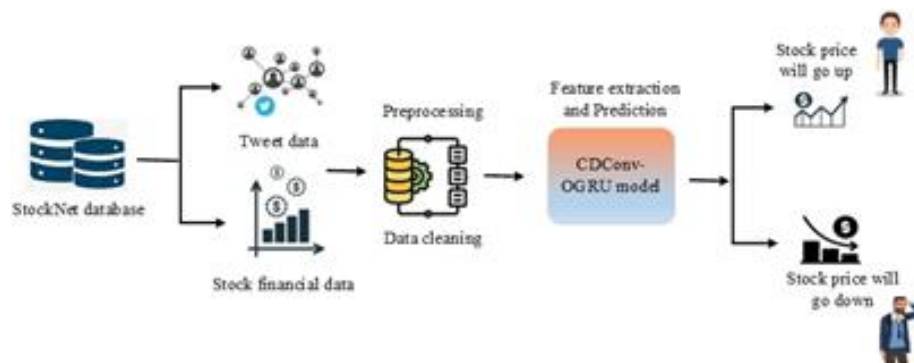 StockNet database
Tweet data
Stock financial data
Preprocessing
Data cleaning
Feature extraction
and Prediction
CDConv-
OGRU model
Stock price
will go up
Stock price will
go down